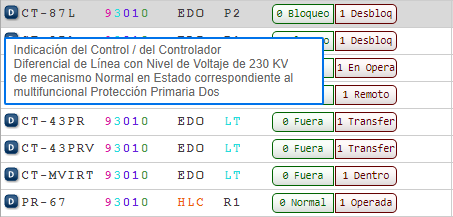 D CT-87L 93010 EDO P2 0 Bloqueo 1 Desbloq
1 Desbloq
Indicación del Control / del Controlador
Diferencial de Línea con Nivel de Voltaje de 230 KV
de mecanismo Normal en Estado correspondiente al
multifuncional Protección Primaria Dos
1 En Opera
1 Remoto
D CT-43PR 93010 EDO LT 0 Fuera 1 Transfer
D CT-43PRV 93010 EDO LT 0 Fuera 1 Transfer
D CT-MVIRT 93010 EDO LT 0 Fuera 1 Dentro
D PR-67 93010 HLC R1 0 Normal 1 Operada